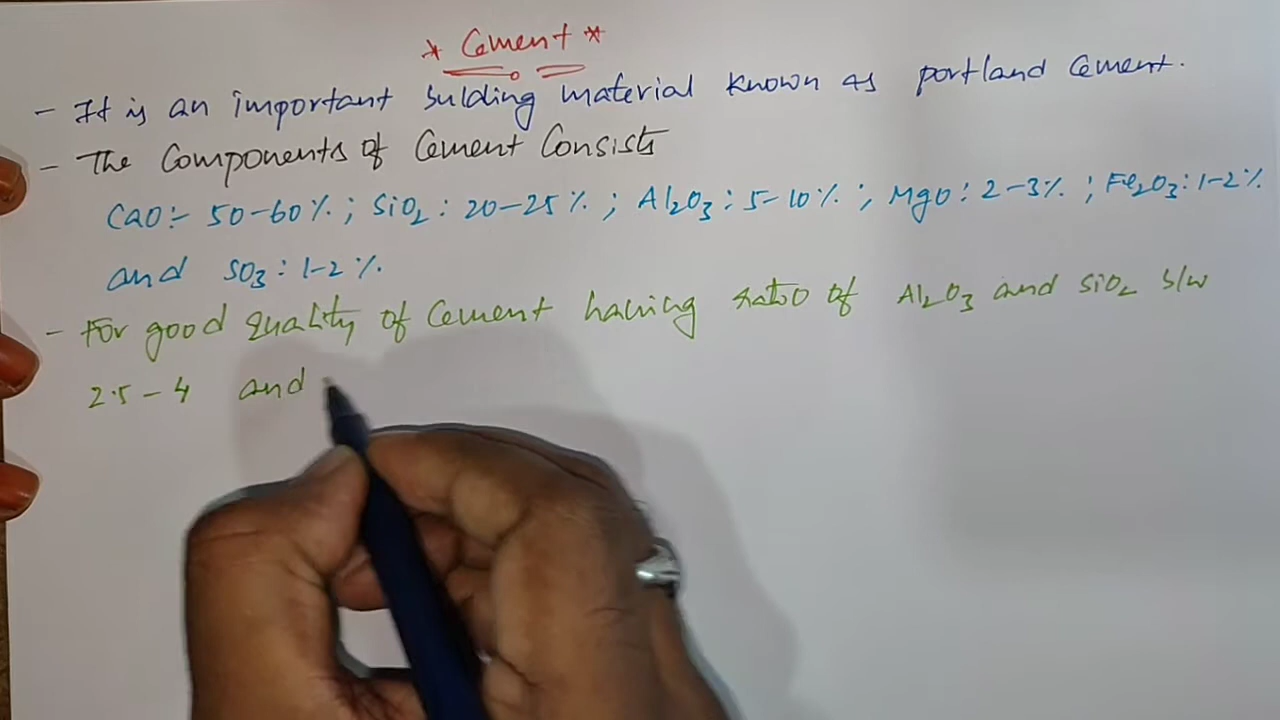 * Cement *
- It is an important building material known as portland cement.
- The Components of Cement Consists
CaO:- 50-60%; SiO2: 20-25%; Al2O3: 5-10%; MgO: 2-3%; Fe2O3: 1-2%
and SO3: 1-2%.
- For good quality of Cement having ratio of Al2O3 and SiO2 b/w
2.5-4 and